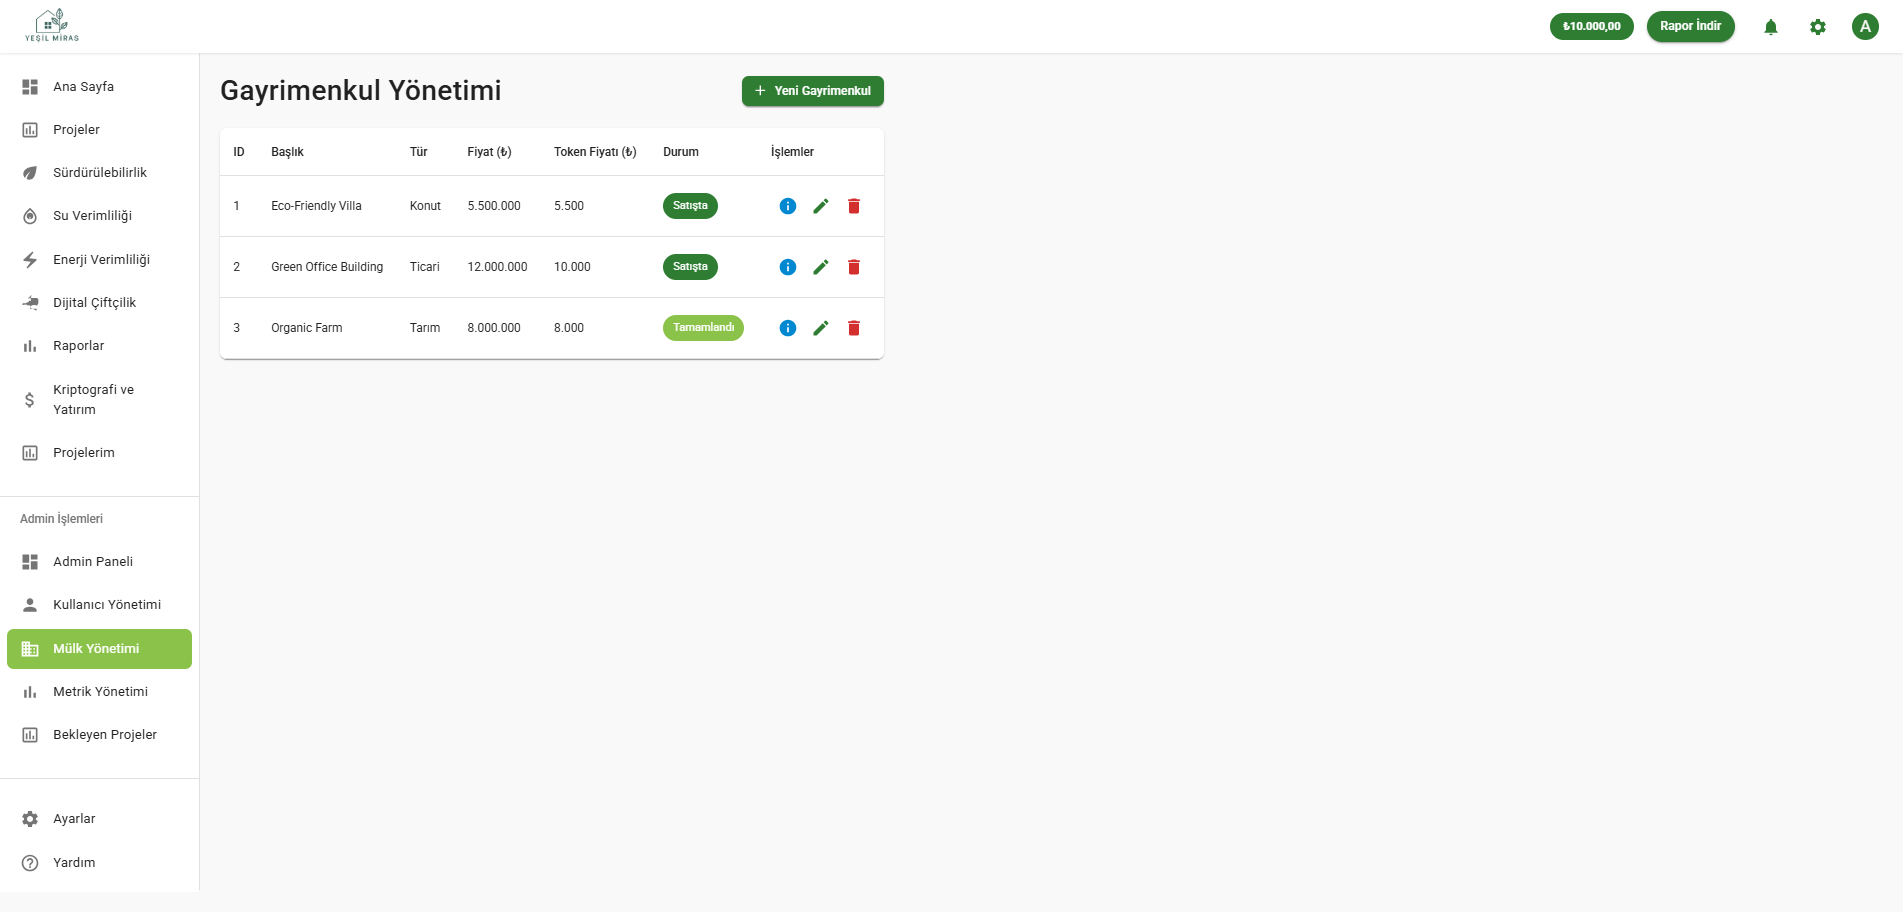 YEŞİL MİRAS
₺10.000,00
Rapor İndir
A
Ana Sayfa
Projeler
Sürdürülebilirlik
Su Verimliliği
Enerji Verimliliği
Dijital Çiftçilik
Raporlar
Kriptografi ve
Yatırım
Projelerim
Admin İşlemleri
Admin Paneli
Kullanıcı Yönetimi
Mülk Yönetimi
Metrik Yönetimi
Bekleyen Projeler
Ayarlar
Yardım
Gayrimenkul Yönetimi
Yeni Gayrimenkul
ID Başlık Tür Fiyat (₺) Token Fiyatı (₺) Durum İşlemler
1 Eco-Friendly Villa Konut 5.500.000 5.500 Satışta
2 Green Office Building Ticari 12.000.000 10.000 Satışta
3 Organic Farm Tarım 8.000.000 8.000 Tamamlandı